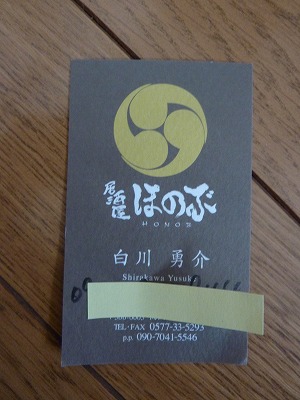 居酒屋 ほのぶ
HONOB
白川 勇介
Shirakawa Yusuke
TEL・FAX 0577-33-5293
p.p. 090-7041-5546